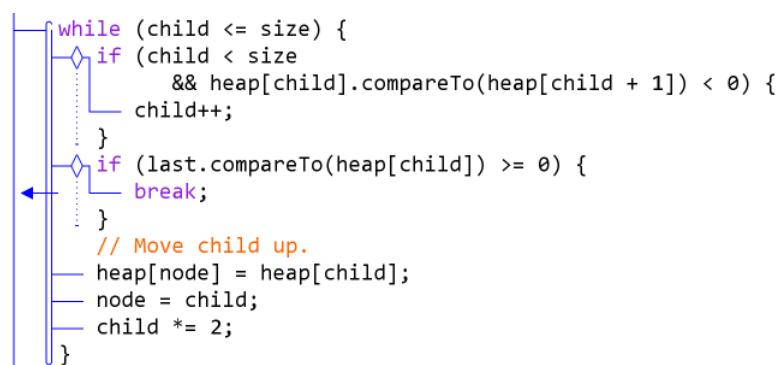 while (child <= size) {
if (child < size
&& heap[child].compareTo(heap[child + 1]) < 0) {
child++;
}
if (last.compareTo(heap[child]) >= 0) {
break;
}
// Move child up.
heap[node] = heap[child];
node = child;
child *= 2;
}